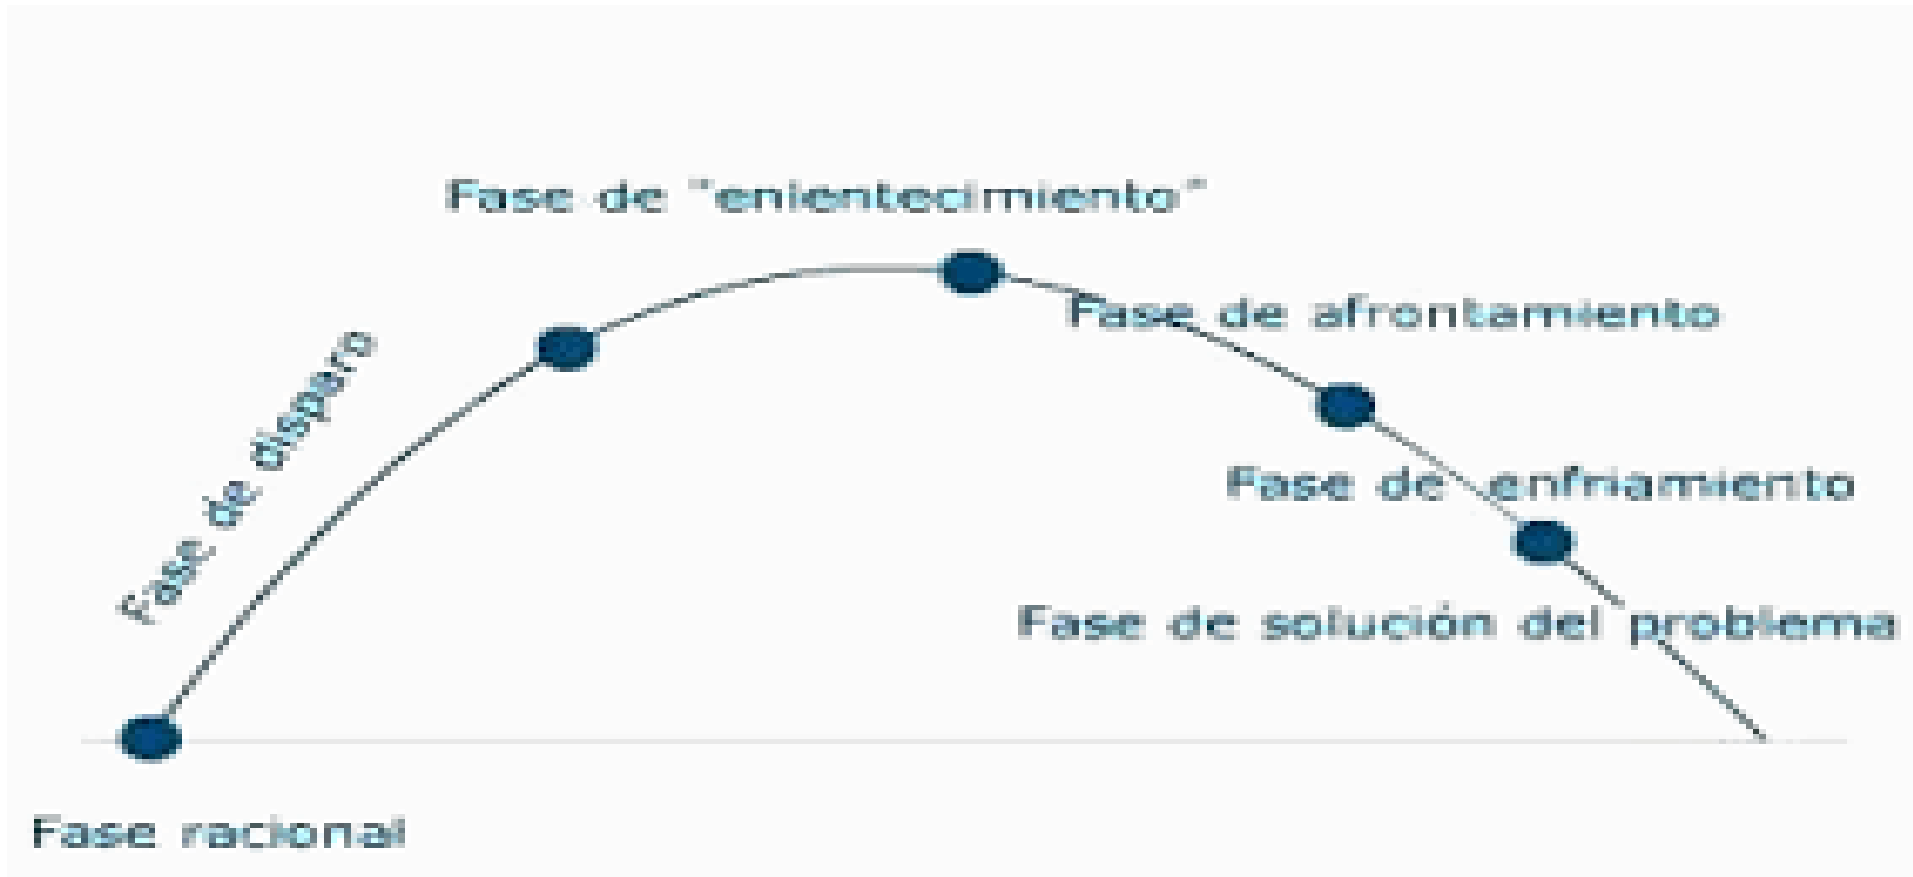 Fase de "enlentecimiento"
Fase de afrontamiento
Fase de disparo
Fase de enfriamiento
Fase de solución del problema
Fase racional